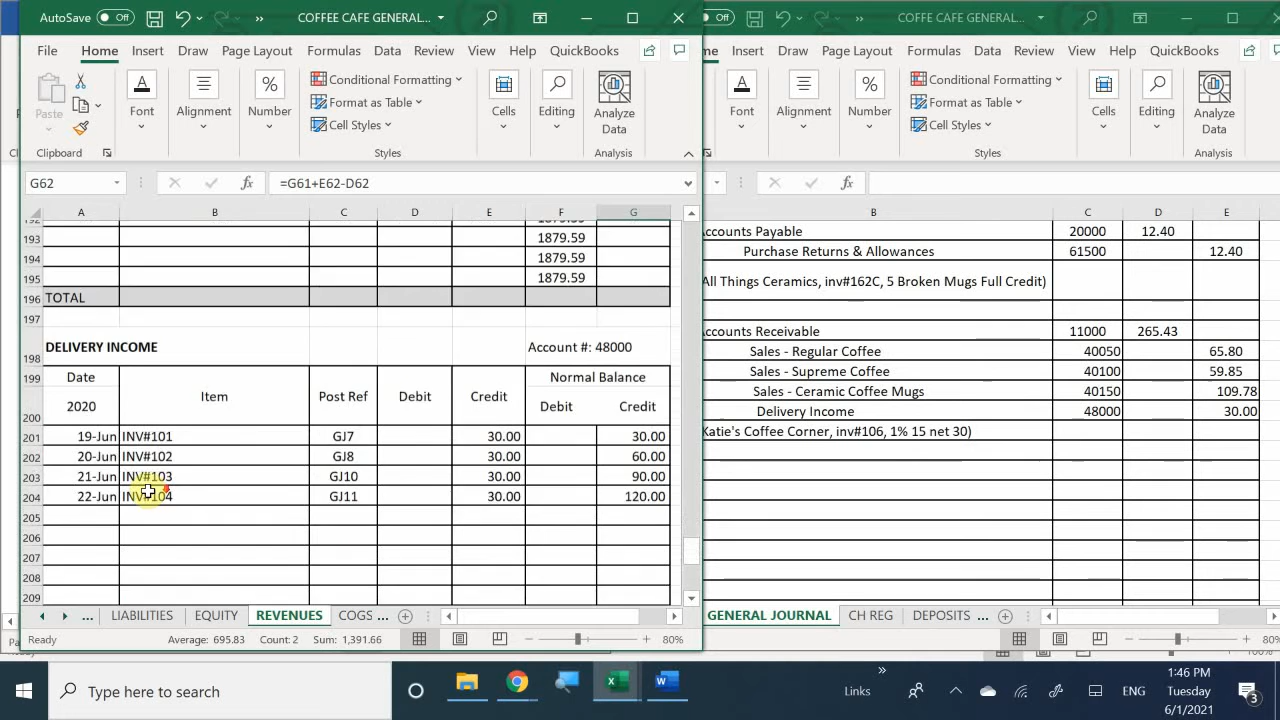 AutoSave Off ›› COFFEE CAFE GENERAL...
Off ›› COFFEE CAFE GENERAL...
File Home Insert Draw Page Layout Formulas Data Review View Help QuickBooks
me Insert Draw Page Layout Formulas Data Review View Help QuickBooks
Paste
Clipboard
Font
Alignment
%
Number
Conditional Formatting
Format as Table
Cell Styles
Styles
Cells
Editing
Analyze
Data
Analysis
Font
Alignment
%
Number
Conditional Formatting
Format as Table
Cell Styles
Styles
Cells
Editing
Analyze
Data
Analysis
G62 fx =G61+E62-D62
fx
A B C D E F G
193 1879.59
194 1879.59
195 1879.59
196 TOTAL
197
198 DELIVERY INCOME Account #: 48000
199 Date Item Post Ref Debit Credit Normal Balance
200 2020 Debit Credit
201 19-Jun INV#101 GJ7 30.00 30.00
202 20-Jun INV#102 GJ8 30.00 60.00
203 21-Jun INV#103 GJ10 30.00 90.00
204 22-Jun INV#104 GJ11 30.00 120.00
205
206
207
208
209
B C D E
Accounts Payable 20000 12.40
Purchase Returns & Allowances 61500 12.40
All Things Ceramics, inv#162C, 5 Broken Mugs Full Credit)
Accounts Receivable 11000 265.43
Sales - Regular Coffee 40050 65.80
Sales - Supreme Coffee 40100 59.85
Sales - Ceramic Coffee Mugs 40150 109.78
Delivery Income 48000 30.00
Katie's Coffee Corner, inv#106, 1% 15 net 30)
... LIABILITIES EQUITY REVENUES COGS ...
GENERAL JOURNAL CH REG DEPOSITS ...
Ready Average: 695.83 Count: 2 Sum: 1,391.66 80%
80%
100%
Type here to search
Links
ENG
1:46 PM
Tuesday
6/1/2021
3